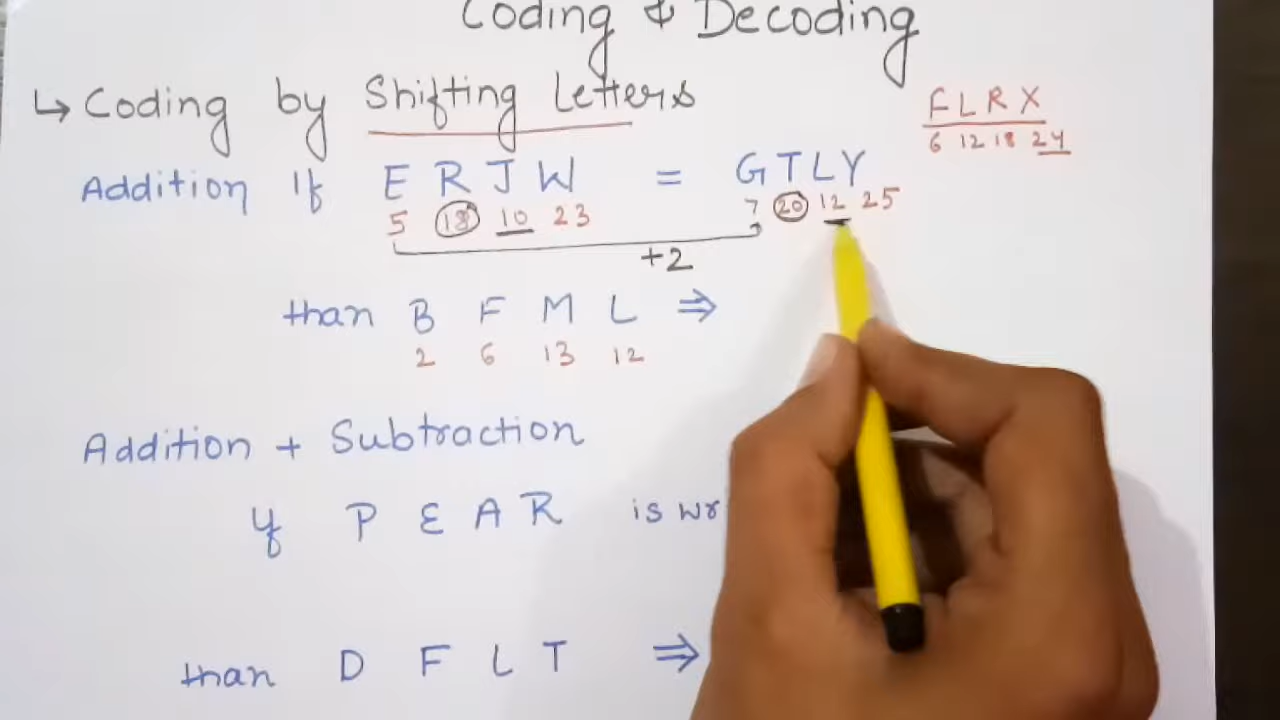 Coding & Decoding
↳ Coding by Shifting Letters
FLRX
6 12 18 24
Addition If E R J W = GTLY
5 18 10 23 7 20 12 25
+2
than B F M L ⇒
2 6 13 12
Addition + Subtraction
If P E A R is wr
than D F L T ⇒